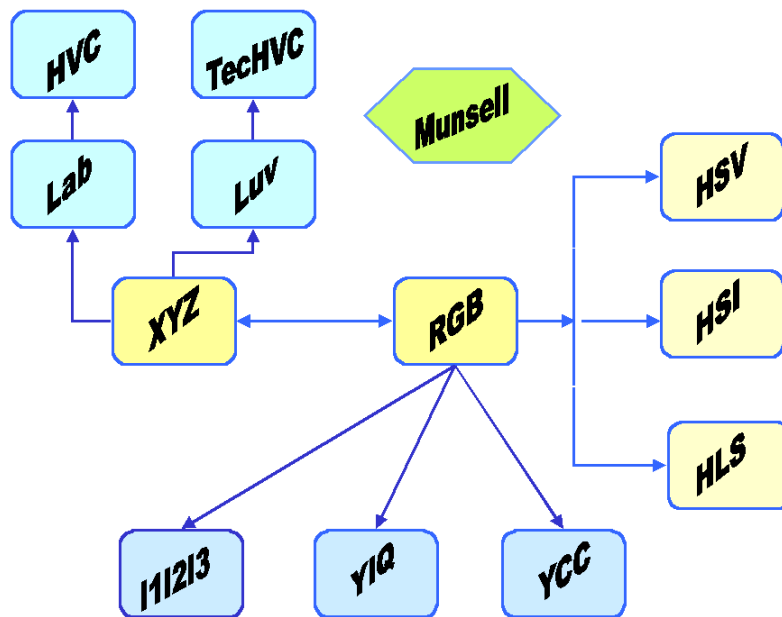 HVC
TecHVC
Munsell
Lab
Luv
HSV
XYZ
RGB
HSI
HLS
I1I2I3
YIQ
YCC